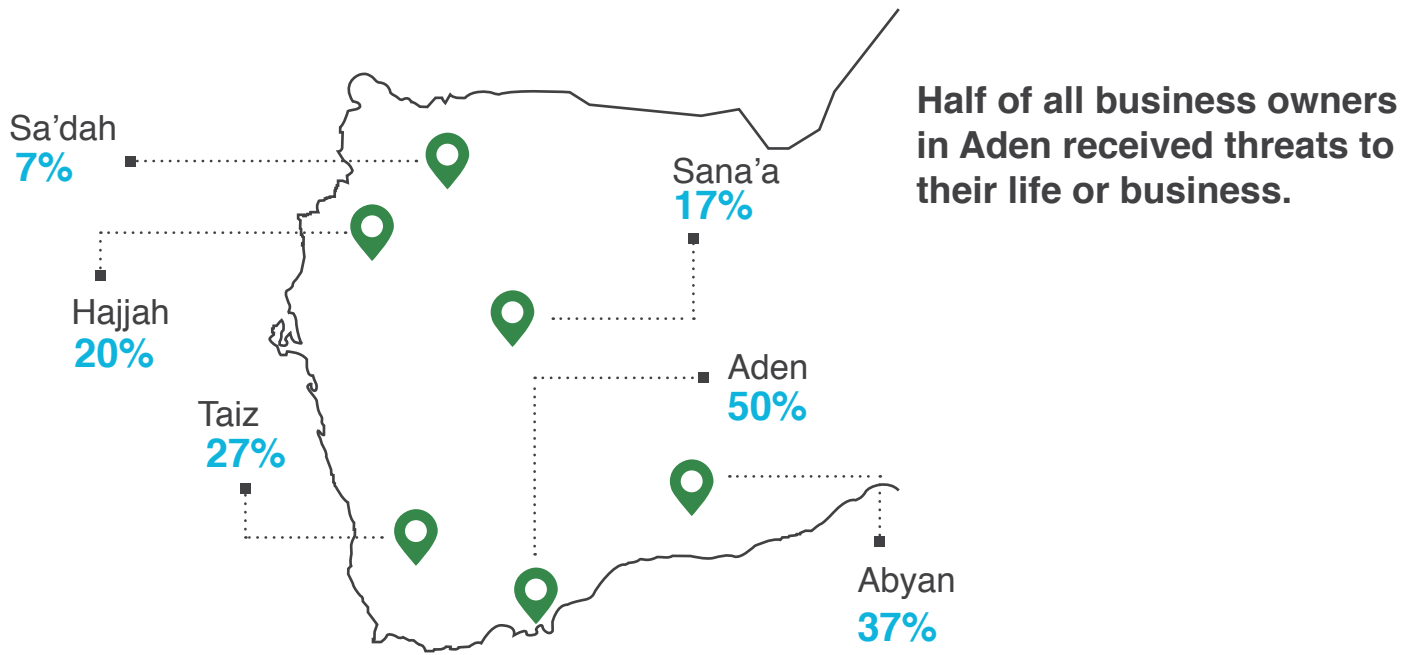 Half of all business owners
in Aden received threats to
their life or business.
Sa’dah
7%
Sana’a
17%
Hajjah
20%
Aden
50%
Taiz
27%
Abyan
37%